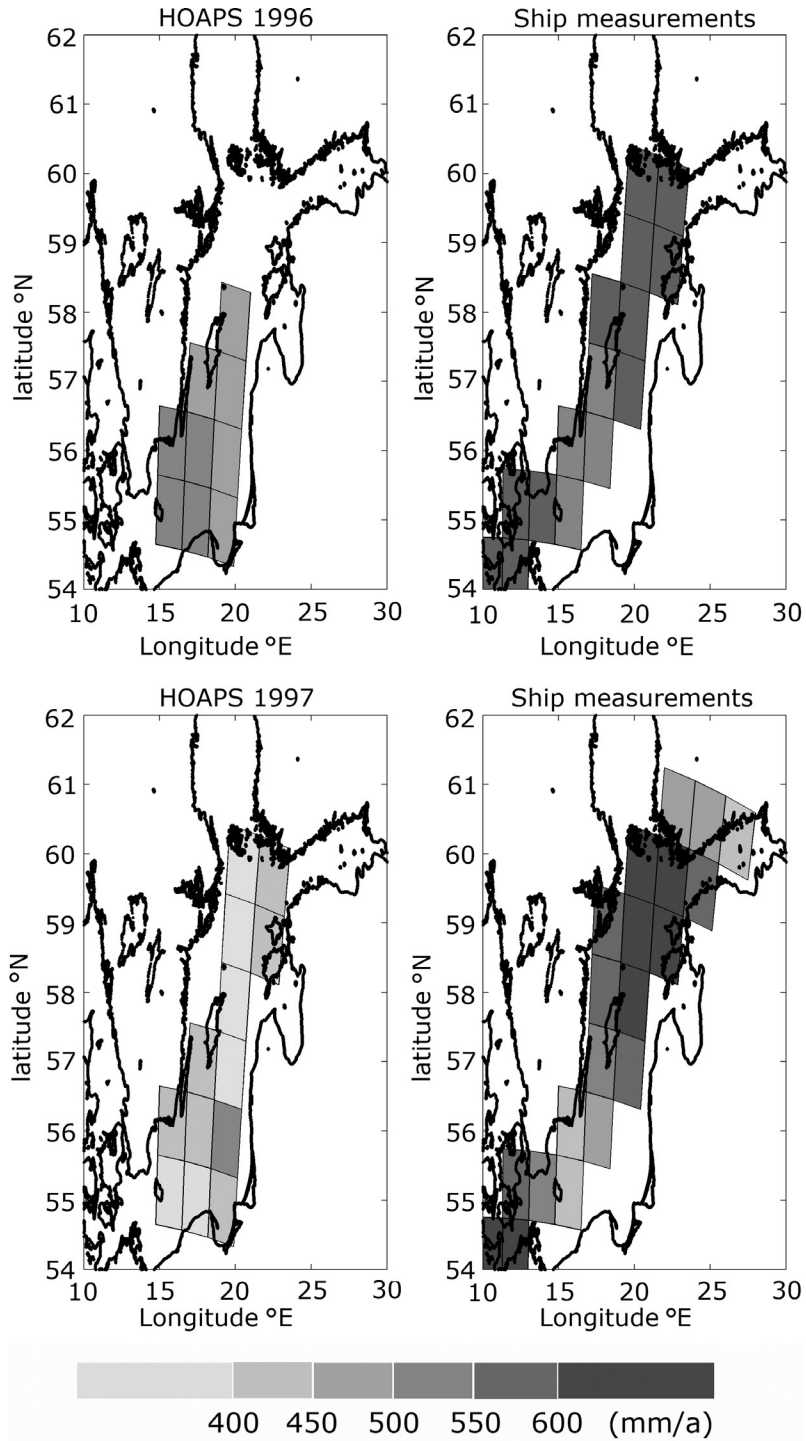 HOAPS 1996
Ship measurements
62
61
60
59
58
57
56
55
54
latitude °N
10 15 20 25 30
Longitude °E
62
61
60
59
58
57
56
55
54
latitude °N
10 15 20 25 30
Longitude °E
HOAPS 1997
Ship measurements
62
61
60
59
58
57
56
55
54
latitude °N
10 15 20 25 30
Longitude °E
62
61
60
59
58
57
56
55
54
latitude °N
10 15 20 25 30
Longitude °E
400 450 500 550 600 (mm/a)